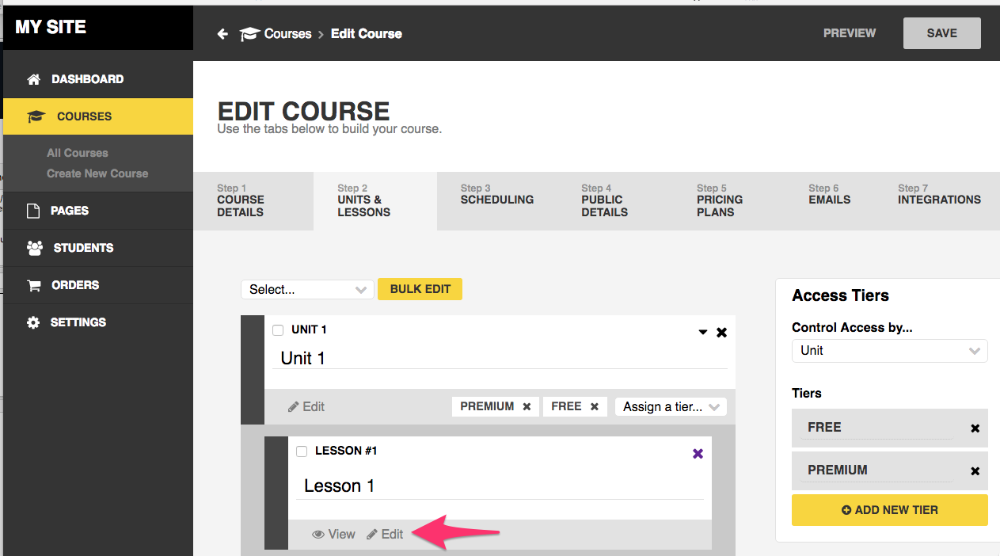 MY SITE
Courses > Edit Course
PREVIEW
SAVE
DASHBOARD
COURSES
All Courses
Create New Course
PAGES
STUDENTS
ORDERS
SETTINGS
EDIT COURSE
Use the tabs below to build your course.
Step 1
COURSE
DETAILS
Step 2
UNITS &
LESSONS
Step 3
SCHEDULING
Step 4
PUBLIC
DETAILS
Step 5
PRICING
PLANS
Step 6
EMAILS
Step 7
INTEGRATIONS
Select...
BULK EDIT
UNIT 1
Unit 1
Edit
PREMIUM
FREE
Assign a tier...
LESSON #1
Lesson 1
View
Edit
Access Tiers
Control Access by...
Unit
Tiers
FREE
PREMIUM
ADD NEW TIER